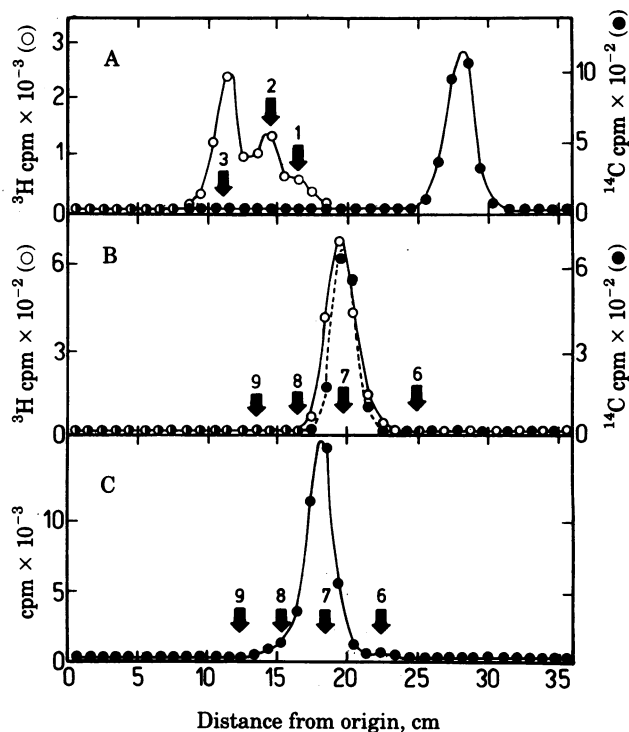 A
³H cpm × 10⁻³ (○)
3
2
1
0
¹⁴C cpm × 10⁻² (●)
10
5
0
3
2
1
B
³H cpm × 10⁻² (○)
6
3
0
¹⁴C cpm × 10⁻² (●)
6
3
0
9
8
7
6
C
cpm × 10⁻³
10
5
0
9
8
7
6
0 5 10 15 20 25 30 35
Distance from origin, cm